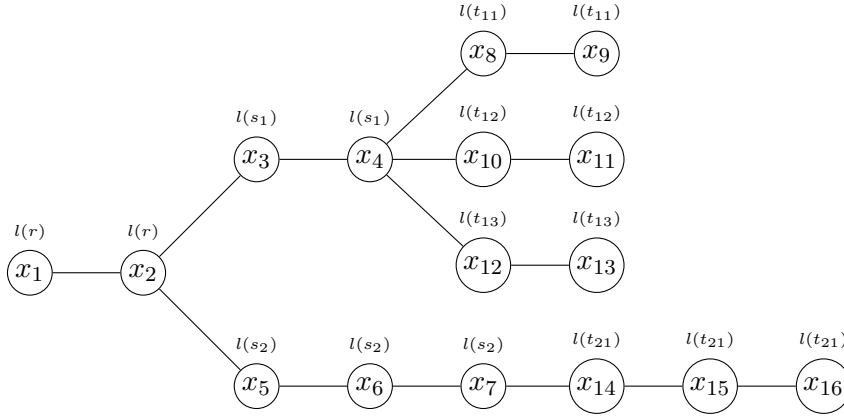 l(t₁₁) l(t₁₁)
x₈ x₉
l(s₁) l(s₁) l(t₁₂) l(t₁₂)
x₃ x₄ x₁₀ x₁₁
l(r) l(r) l(t₁₃) l(t₁₃)
x₁ x₂ x₁₂ x₁₃
l(s₂) l(s₂) l(s₂) l(t₂₁) l(t₂₁) l(t₂₁)
x₅ x₆ x₇ x₁₄ x₁₅ x₁₆